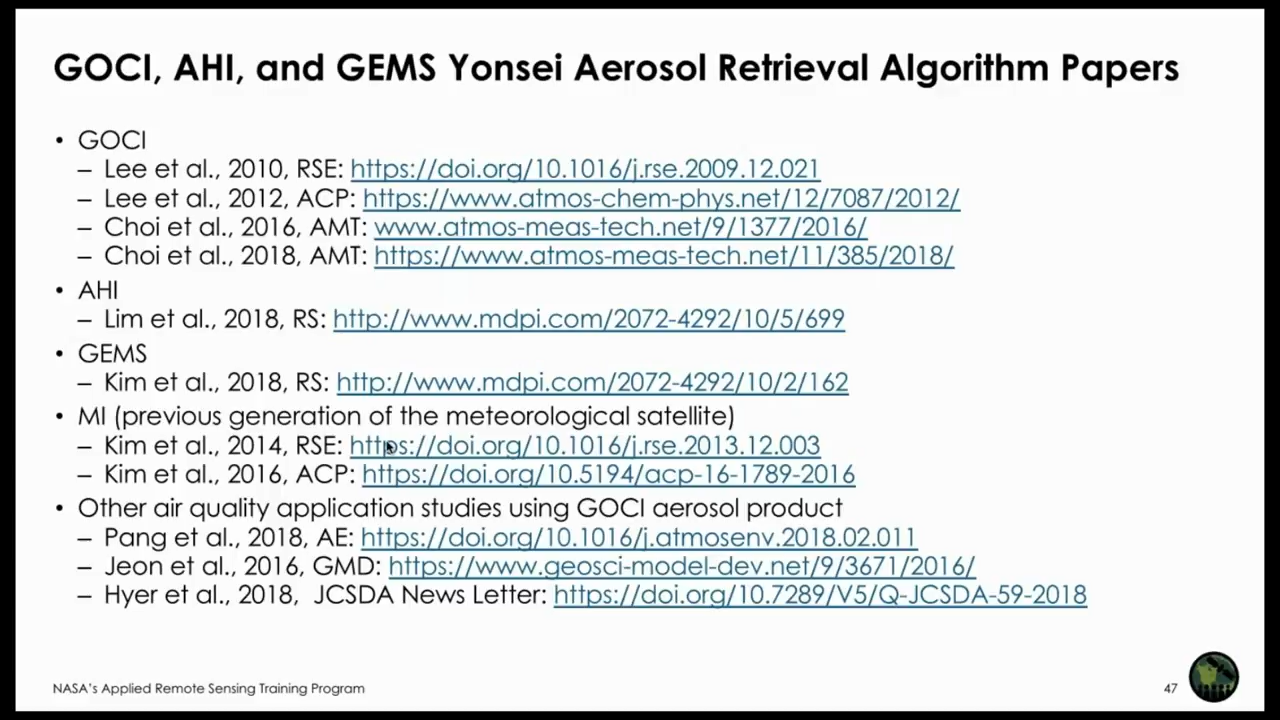 GOCI, AHI, and GEMS Yonsei Aerosol Retrieval Algorithm Papers
• GOCI
– Lee et al., 2010, RSE: https://doi.org/10.1016/j.rse.2009.12.021
– Lee et al., 2012, ACP: https://www.atmos-chem-phys.net/12/7087/2012/
– Choi et al., 2016, AMT: www.atmos-meas-tech.net/9/1377/2016/
– Choi et al., 2018, AMT: https://www.atmos-meas-tech.net/11/385/2018/
• AHI
– Lim et al., 2018, RS: http://www.mdpi.com/2072-4292/10/5/699
• GEMS
– Kim et al., 2018, RS: http://www.mdpi.com/2072-4292/10/2/162
• MI (previous generation of the meteorological satellite)
– Kim et al., 2014, RSE: https://doi.org/10.1016/j.rse.2013.12.003
– Kim et al., 2016, ACP: https://doi.org/10.5194/acp-16-1789-2016
• Other air quality application studies using GOCI aerosol product
– Pang et al., 2018, AE: https://doi.org/10.1016/j.atmosenv.2018.02.011
– Jeon et al., 2016, GMD: https://www.geosci-model-dev.net/9/3671/2016/
– Hyer et al., 2018, JCSDA News Letter: https://doi.org/10.7289/V5/Q-JCSDA-59-2018
NASA's Applied Remote Sensing Training Program
47